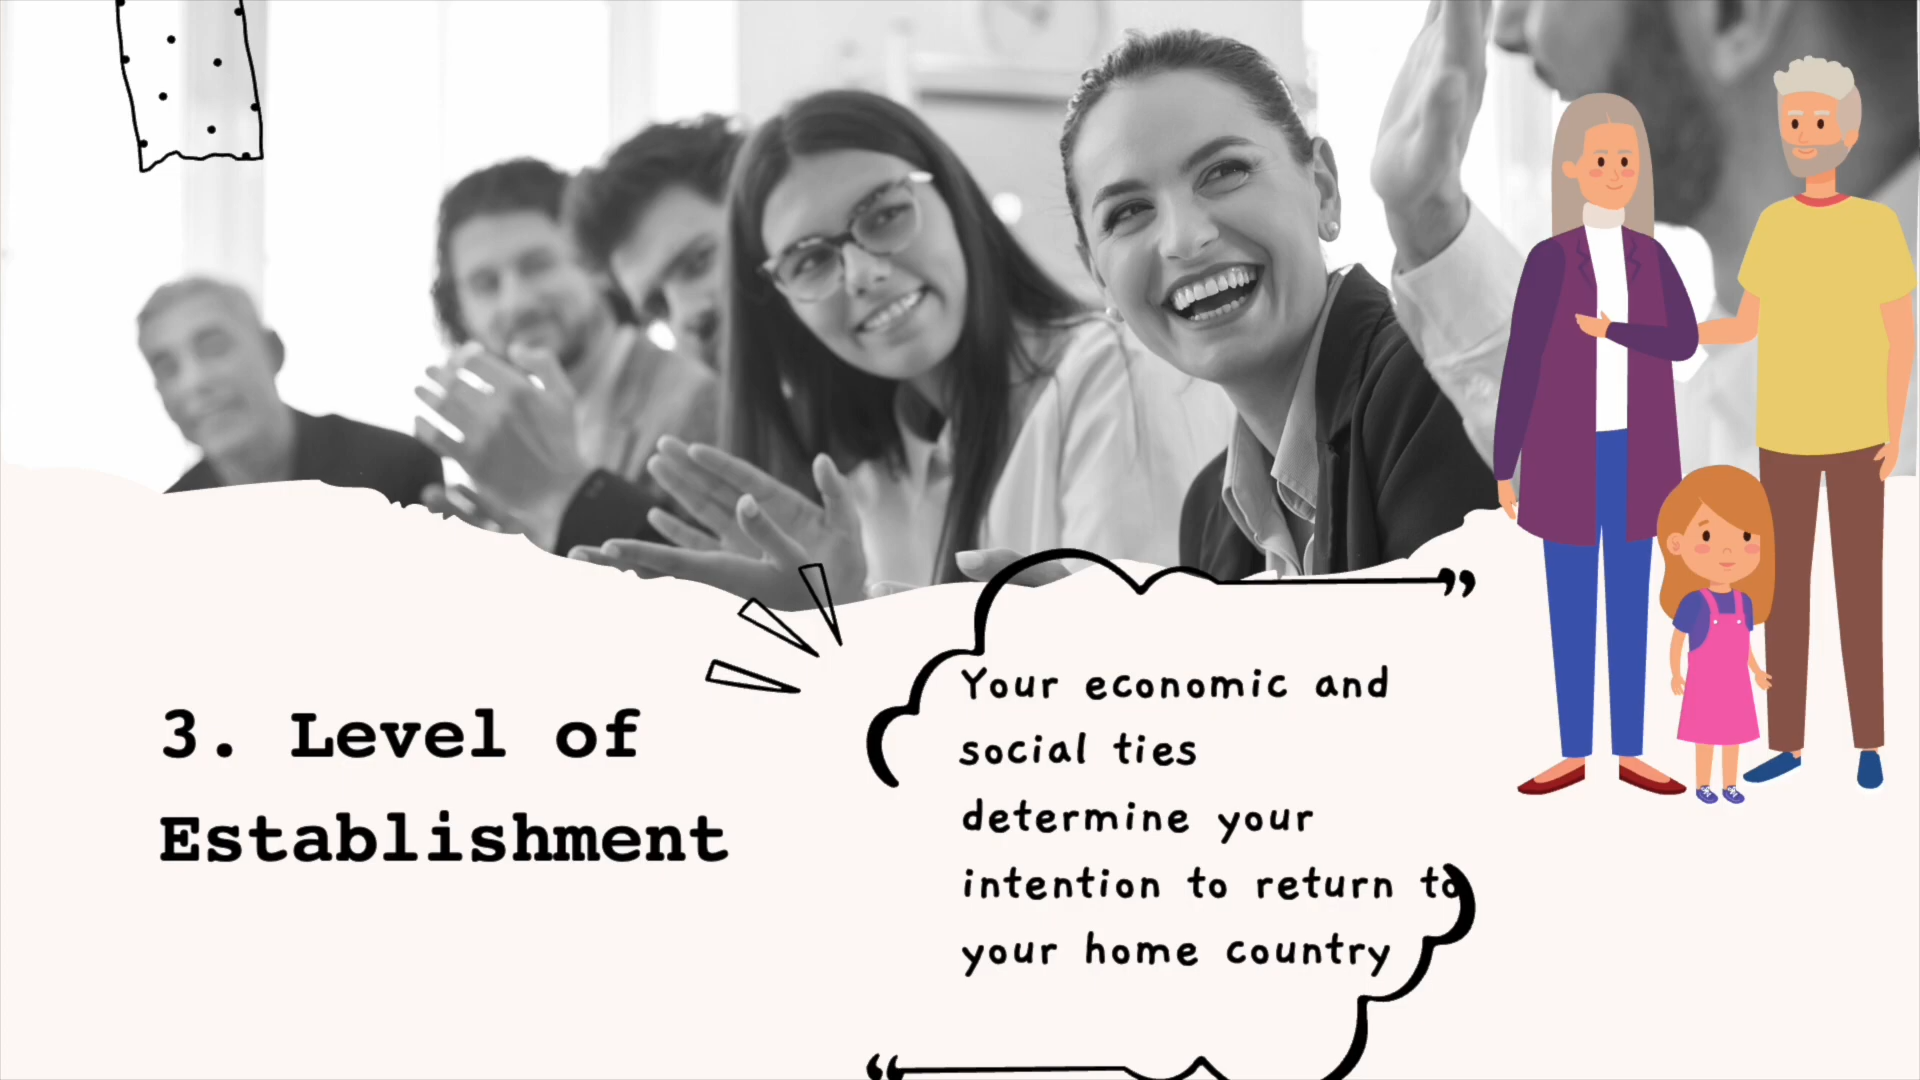 3. Level of
Establishment
Your economic and
social ties
determine your
intention to return to
your home country